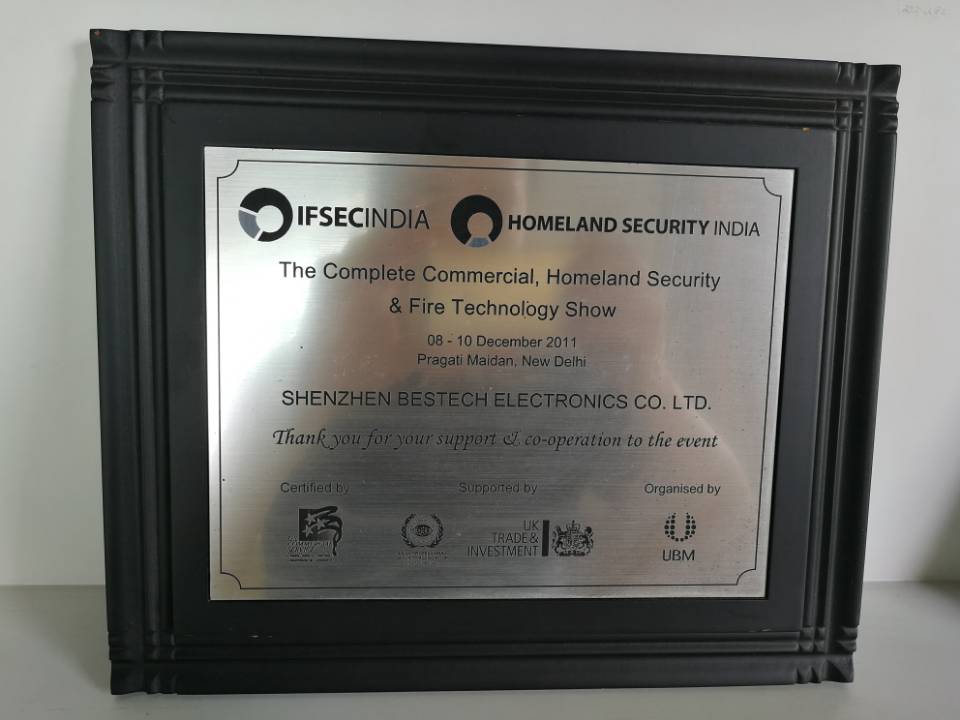 IFSECINDIA
HOMELAND SECURITY INDIA
The Complete Commercial, Homeland Security
& Fire Technology Show
08 - 10 December 2011
Pragati Maidan, New Delhi
SHENZHEN BESTECH ELECTRONICS CO. LTD.
Thank you for your support & co-operation to the event
Certified by
Supported by
Organised by
COMMERCIAL
SERVICE
UK
TRADE &
INVESTMENT
UBM